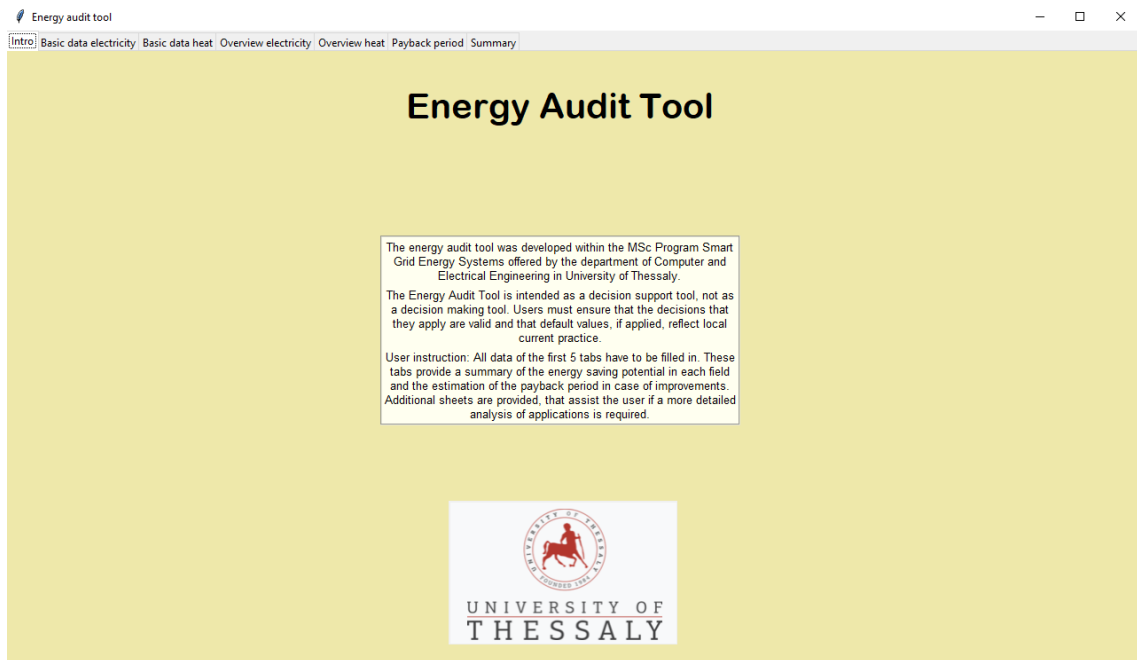 Energy audit tool
Intro Basic data electricity Basic data heat Overview electricity Overview heat Payback period Summary
Energy Audit Tool
The energy audit tool was developed within the MSc Program Smart
Grid Energy Systems offered by the department of Computer and
Electrical Engineering in University of Thessaly.
The Energy Audit Tool is intended as a decision support tool, not as
a decision making tool. Users must ensure that the decisions that
they apply are valid and that default values, if applied, reflect local
current practice.
User instruction: All data of the first 5 tabs have to be filled in. These
tabs provide a summary of the energy saving potential in each field
and the estimation of the payback period in case of improvements.
Additional sheets are provided, that assist the user if a more detailed
analysis of applications is required.
UNIVERSITY OF THESSALY
FOUNDED 1984
UNIVERSITY OF
THESSALY